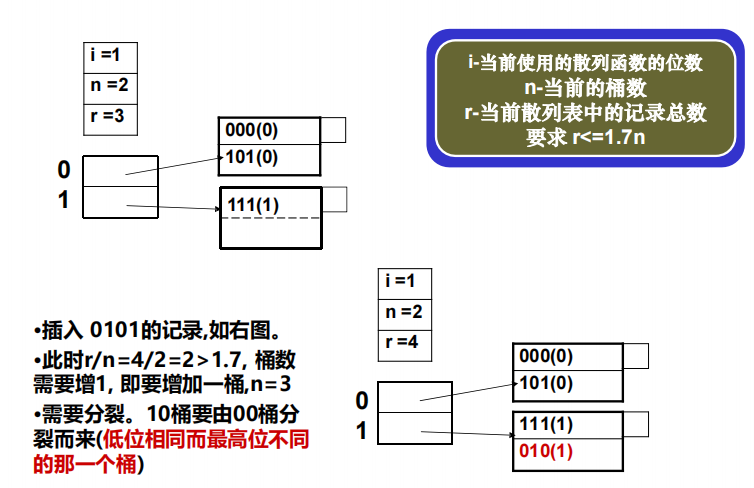 i =1
n =2
r =3
i-当前使用的散列函数的位数
n-当前的桶数
r-当前散列表中的记录总数
要求 r<=1.7n
000(0)
101(0)
0
1
111(1)
i =1
n =2
r =4
•插入 0101的记录,如右图。
•此时r/n=4/2=2>1.7, 桶数
需要增1, 即要增加一桶,n=3
•需要分裂。10桶要由00桶分
裂而来(低位相同而最高位不同
的那一个桶)
000(0)
101(0)
0
1
111(1)
010(1)